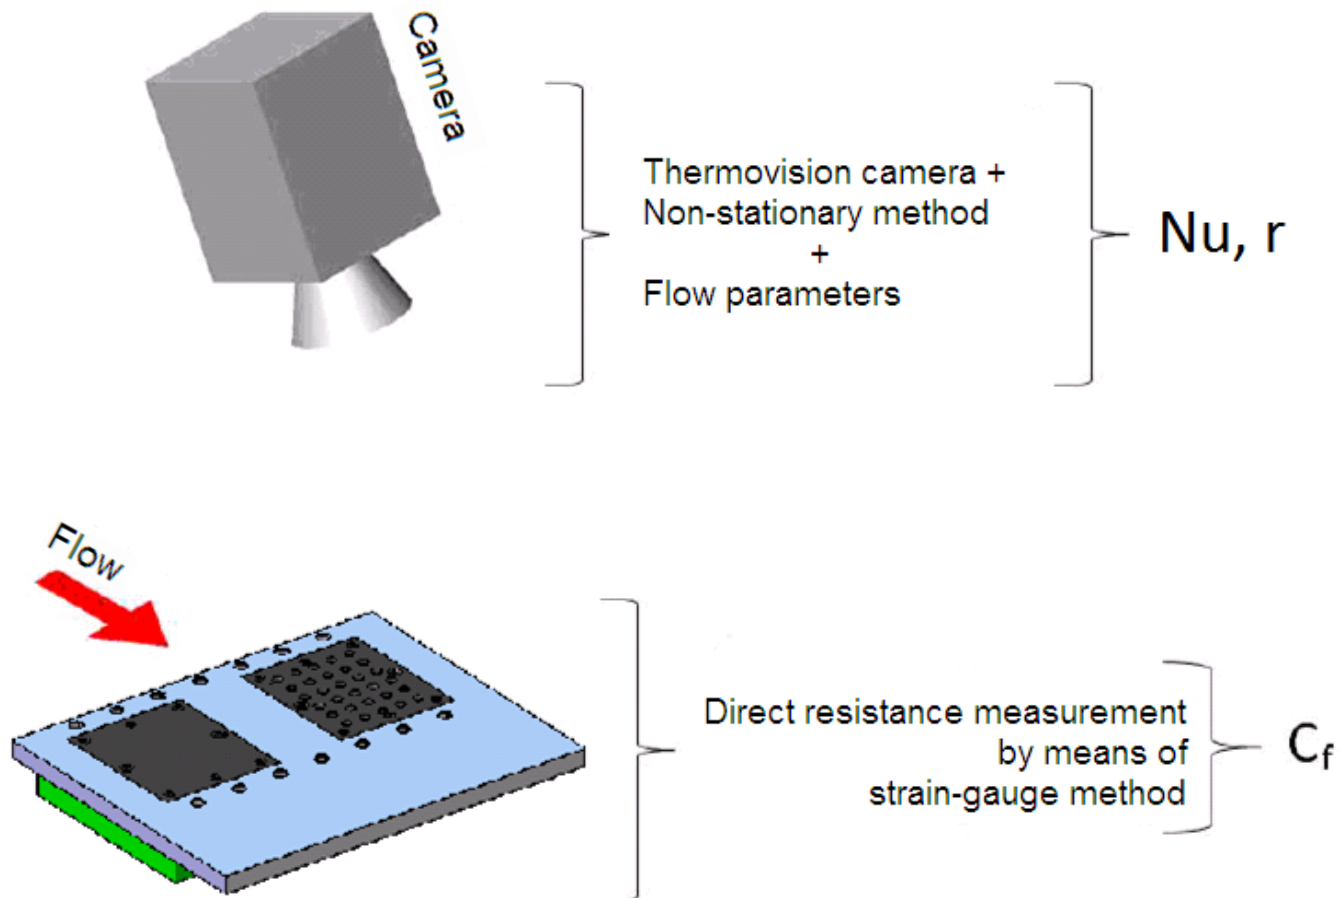 Camera
Thermovision camera +
Non-stationary method
+
Flow parameters
Nu, r
Flow
Direct resistance measurement
by means of
strain-gauge method
Cf